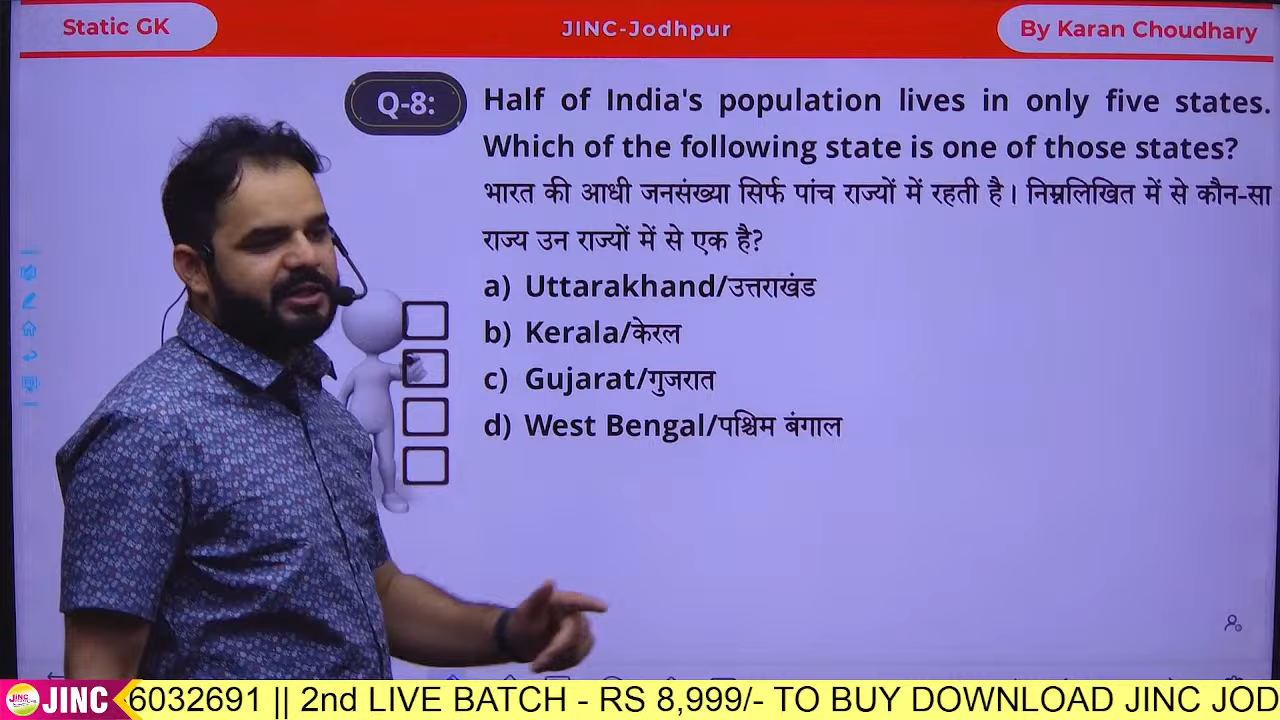 Static GK
JINC-Jodhpur
By Karan Choudhary
Q-8:
Half of India's population lives in only five states.
Which of the following state is one of those states?
भारत की आधी जनसंख्या सिर्फ पांच राज्यों में रहती है। निम्नलिखित में से कौन-सा
राज्य उन राज्यों में से एक है?
a) Uttarakhand/उत्तराखंड
b) Kerala/केरल
c) Gujarat/गुजरात
d) West Bengal/पश्चिम बंगाल
JINC
JINC
6032691 || 2nd LIVE BATCH - RS 8,999/- TO BUY DOWNLOAD JINC JOD